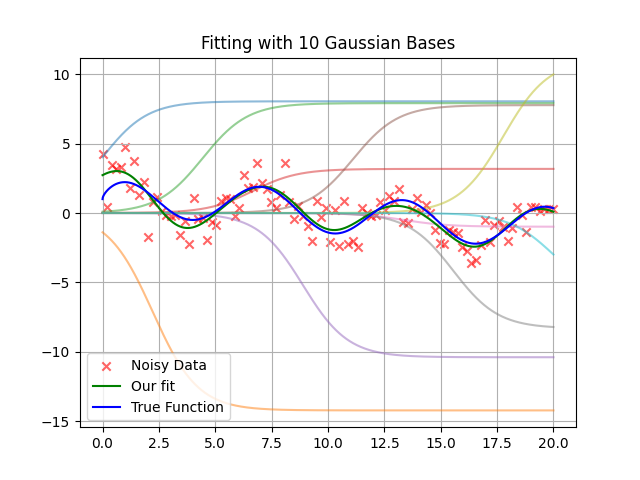 Fitting with 10 Gaussian Bases
10
5
0
−5
−10
−15
Noisy Data
Our fit
True Function
0.0 2.5 5.0 7.5 10.0 12.5 15.0 17.5 20.0